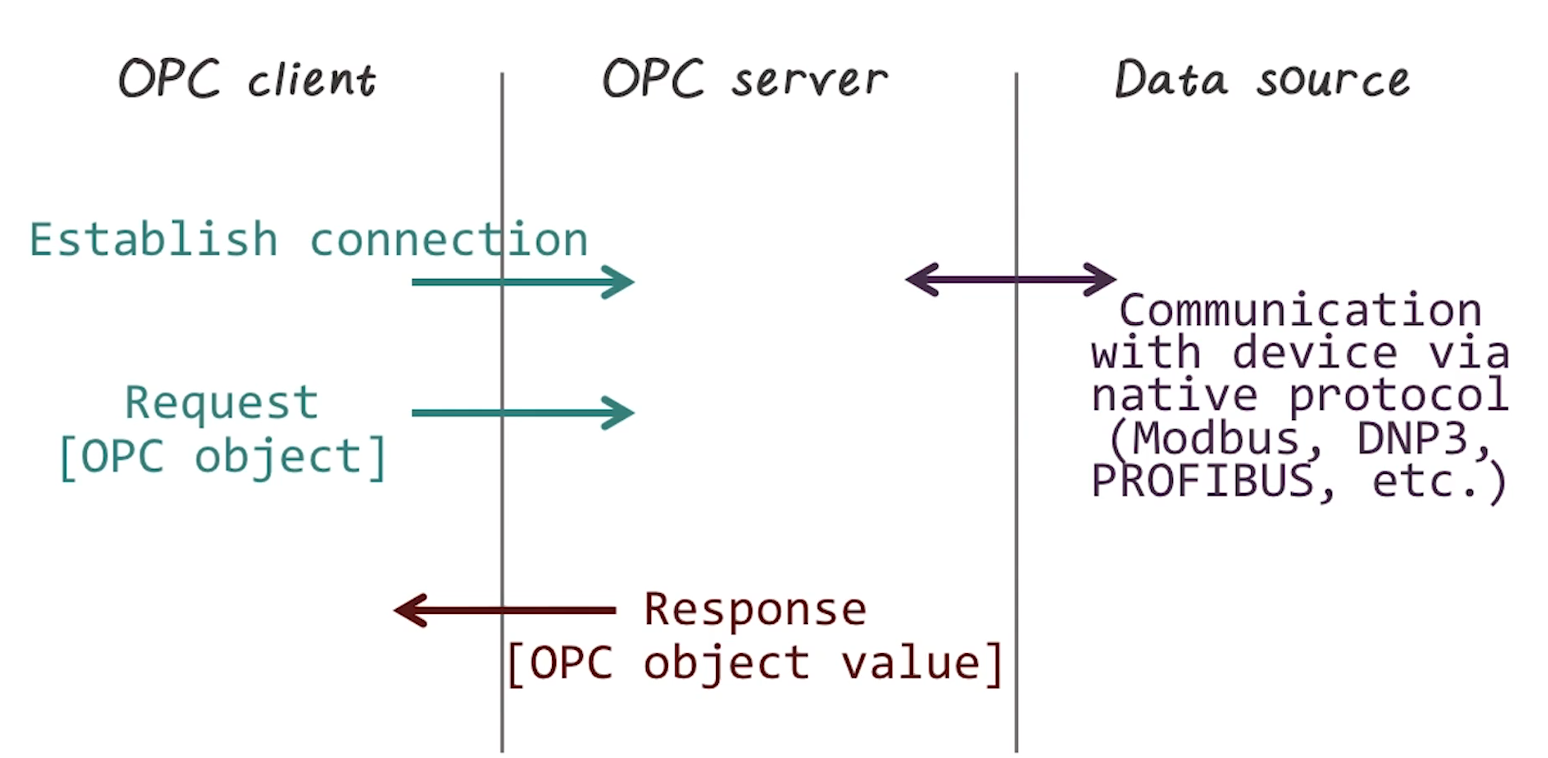 OPC client
OPC server
Data source
Establish connection
Request
[OPC object]
Communication
with device via
native protocol
(Modbus, DNP3,
PROFIBUS, etc.)
Response
[OPC object value]